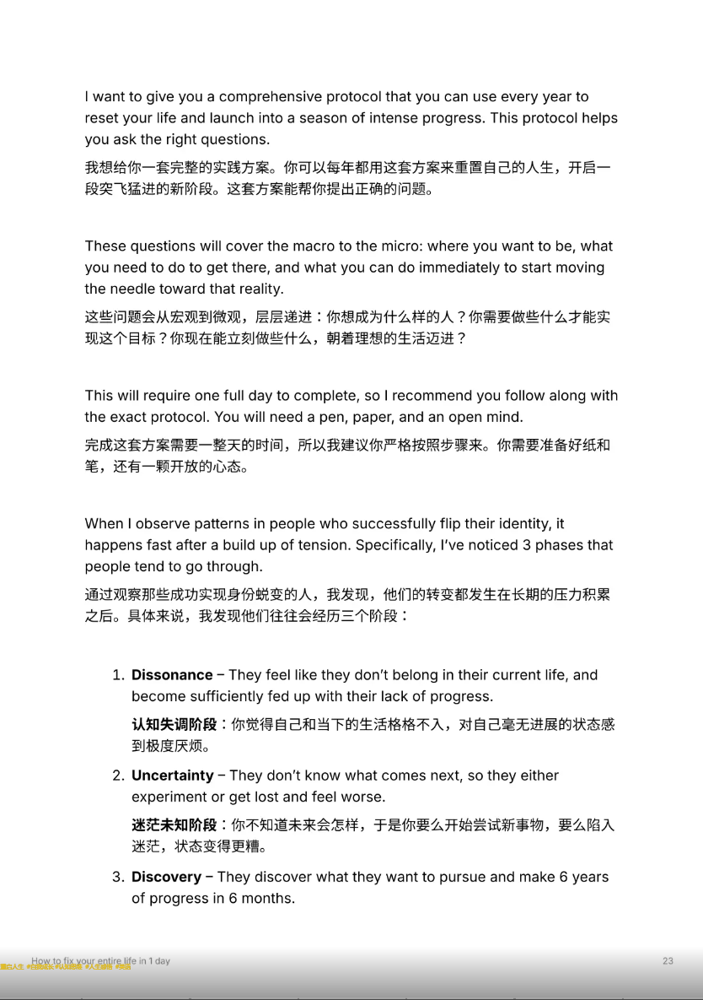 I want to give you a comprehensive protocol that you can use every year to
reset your life and launch into a season of intense progress. This protocol helps
you ask the right questions.
我想给你一套完整的实践方案。你可以每年都用这套方案来重置自己的人生，开启一
段突飞猛进的新阶段。这套方案能帮你提出正确的问题。
These questions will cover the macro to the micro: where you want to be, what
you need to do to get there, and what you can do immediately to start moving
the needle toward that reality.
这些问题会从宏观到微观，层层递进：你想成为什么样的人？你需要做些什么才能实
现这个目标？你现在能立刻做些什么，朝着理想的生活迈进？
This will require one full day to complete, so I recommend you follow along with
the exact protocol. You will need a pen, paper, and an open mind.
完成这套方案需要一整天的时间，所以我建议你严格按照步骤来。你需要准备好纸和
笔，还有一颗开放的心态。
When I observe patterns in people who successfully flip their identity, it
happens fast after a build up of tension. Specifically, I’ve noticed 3 phases that
people tend to go through.
通过观察那些成功实现身份蜕变的人，我发现，他们的转变都发生在长期的压力积累
之后。具体来说，我发现他们往往会经历三个阶段：
1. Dissonance – They feel like they don’t belong in their current life, and
become sufficiently fed up with their lack of progress.
认知失调阶段：你觉得自己和当下的生活格格不入，对自己毫无进展的状态感
到极度厌烦。
2. Uncertainty – They don’t know what comes next, so they either
experiment or get lost and feel worse.
迷茫未知阶段：你不知道未来会怎样，于是你要么开始尝试新事物，要么陷入
迷茫，状态变得更糟。
3. Discovery – They discover what they want to pursue and make 6 years
of progress in 6 months.
How to fix your entire life in 1 day 23